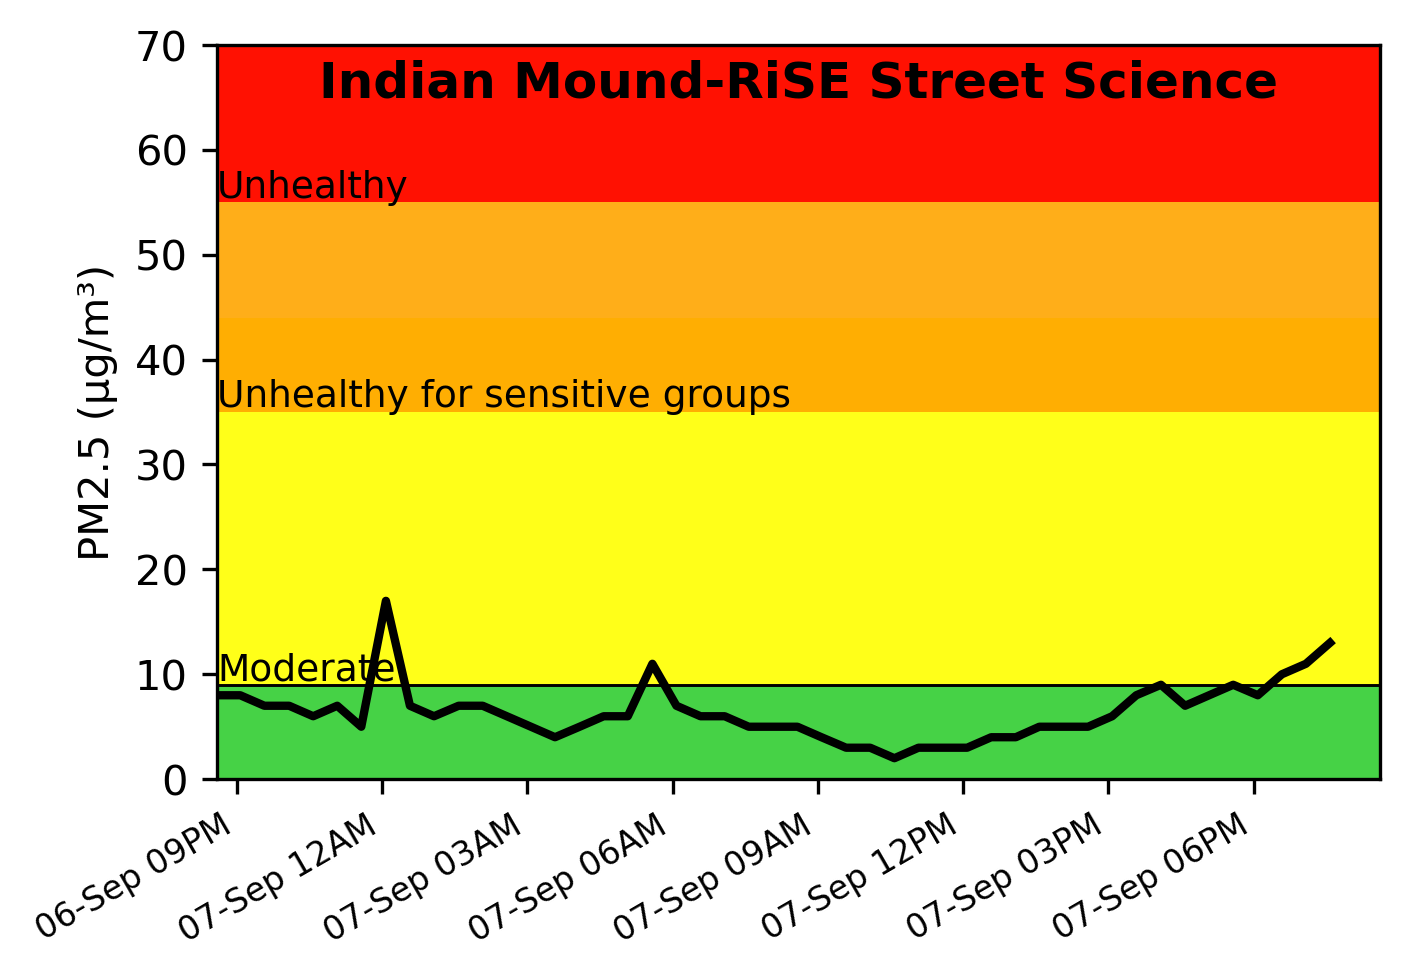 Indian Mound-RiSE Street Science
PM2.5 (µg/m³)
70
60
50
40
30
20
10
0
Unhealthy
Unhealthy for sensitive groups
Moderate
06-Sep 09PM
07-Sep 12AM
07-Sep 03AM
07-Sep 06AM
07-Sep 09AM
07-Sep 12PM
07-Sep 03PM
07-Sep 06PM